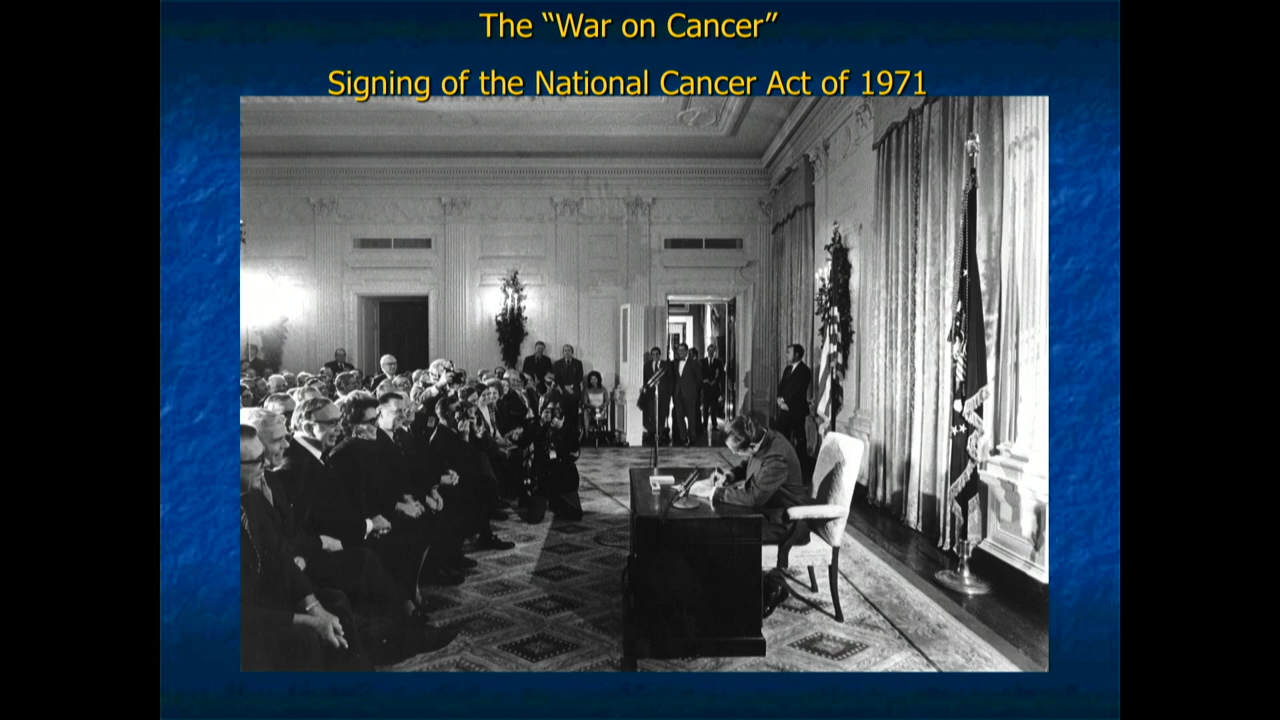 The “War on Cancer”
Signing of the National Cancer Act of 1971